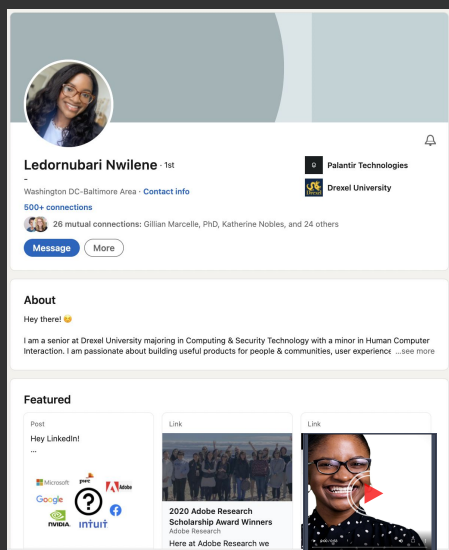 Ledornubari Nwilene · 1st
-
Palantir Technologies
Drexel University
Washington DC-Baltimore Area · Contact info
500+ connections
26 mutual connections: Gillian Marcelle, PhD, Katherine Nobles, and 24 others
Message
More
About
Hey there! 😊
I am a senior at Drexel University majoring in Computing & Security Technology with a minor in Human Computer
Interaction. I am passionate about building useful products for people & communities, user experience ...see more
Featured
Post
Hey LinkedIn!
...
Microsoft
pwc
Adobe
Google
?
NVIDIA.
INTUIT
Link
2020 Adobe Research
Scholarship Award Winners
Adobe Research
Here at Adobe Research we
Link